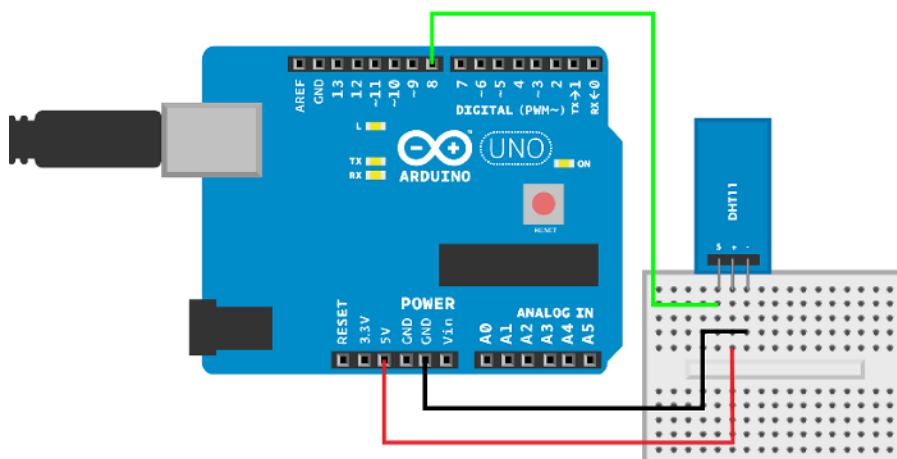 AREF GND 13 12 ~11 ~10 ~9 8 7 ~6 ~5 4 ~3 2 TX→1 RX←0
DIGITAL (PWM~)
L
TX
RX
UNO
ON
ARDUINO
DHT11
RESET
S + -
POWER
ANALOG IN
RESET 3.3V 5V GND GND Vin A0 A1 A2 A3 A4 A5